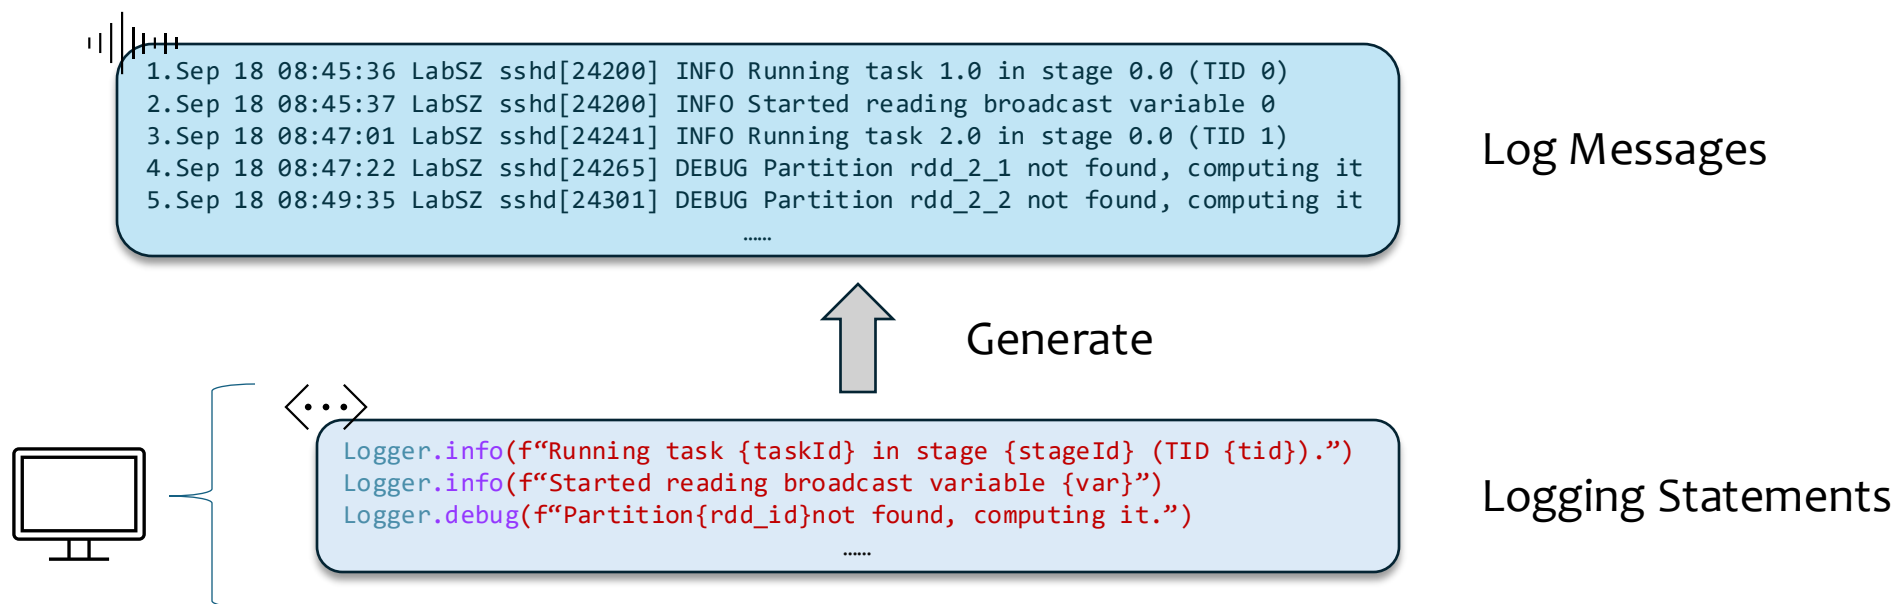 1.Sep 18 08:45:36 LabSZ sshd[24200] INFO Running task 1.0 in stage 0.0 (TID 0)
2.Sep 18 08:45:37 LabSZ sshd[24200] INFO Started reading broadcast variable 0
3.Sep 18 08:47:01 LabSZ sshd[24241] INFO Running task 2.0 in stage 0.0 (TID 1)
4.Sep 18 08:47:22 LabSZ sshd[24265] DEBUG Partition rdd_2_1 not found, computing it
5.Sep 18 08:49:35 LabSZ sshd[24301] DEBUG Partition rdd_2_2 not found, computing it
……
Log Messages
Generate
Logger.info(f“Running task {taskId} in stage {stageId} (TID {tid}).”)
Logger.info(f“Started reading broadcast variable {var}”)
Logger.debug(f“Partition{rdd_id}not found, computing it.”)
……
Logging Statements